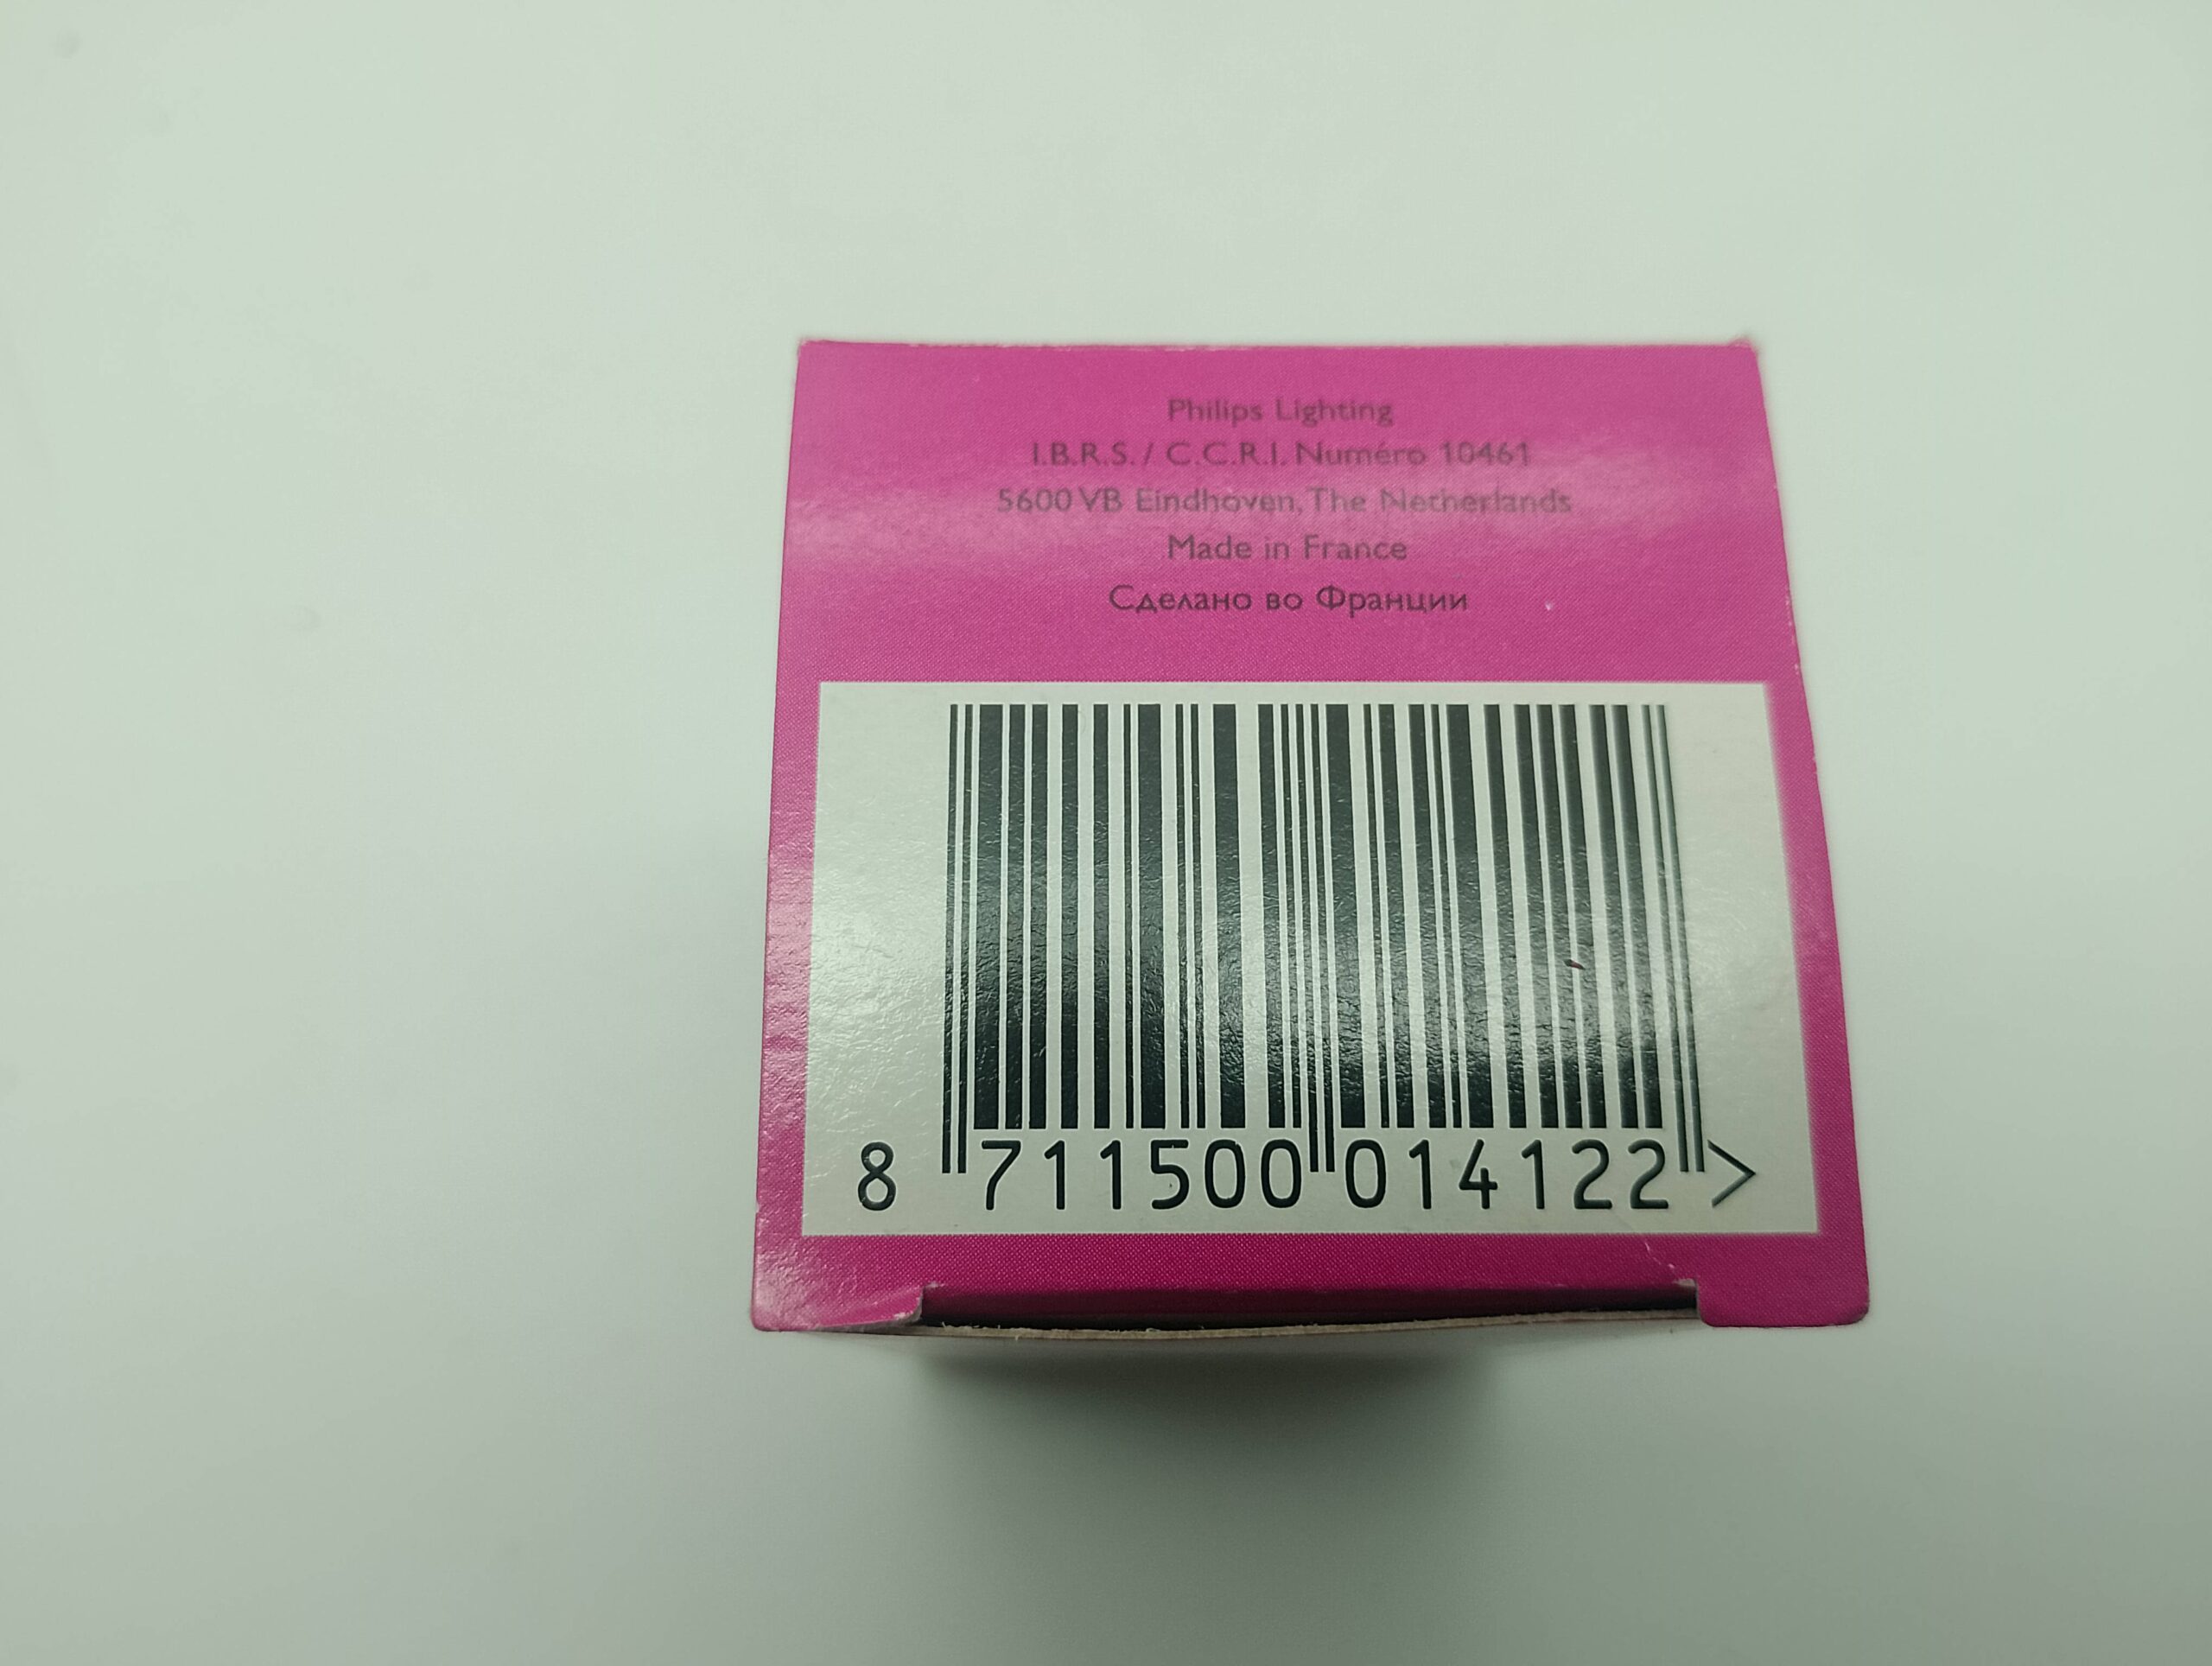 Philips Lighting
I.B.R.S. / C.C.R.I. Numéro 10461
5600 VB Eindhoven, The Netherlands
Made in France
Сделано во Франции
8 711500 014122 >